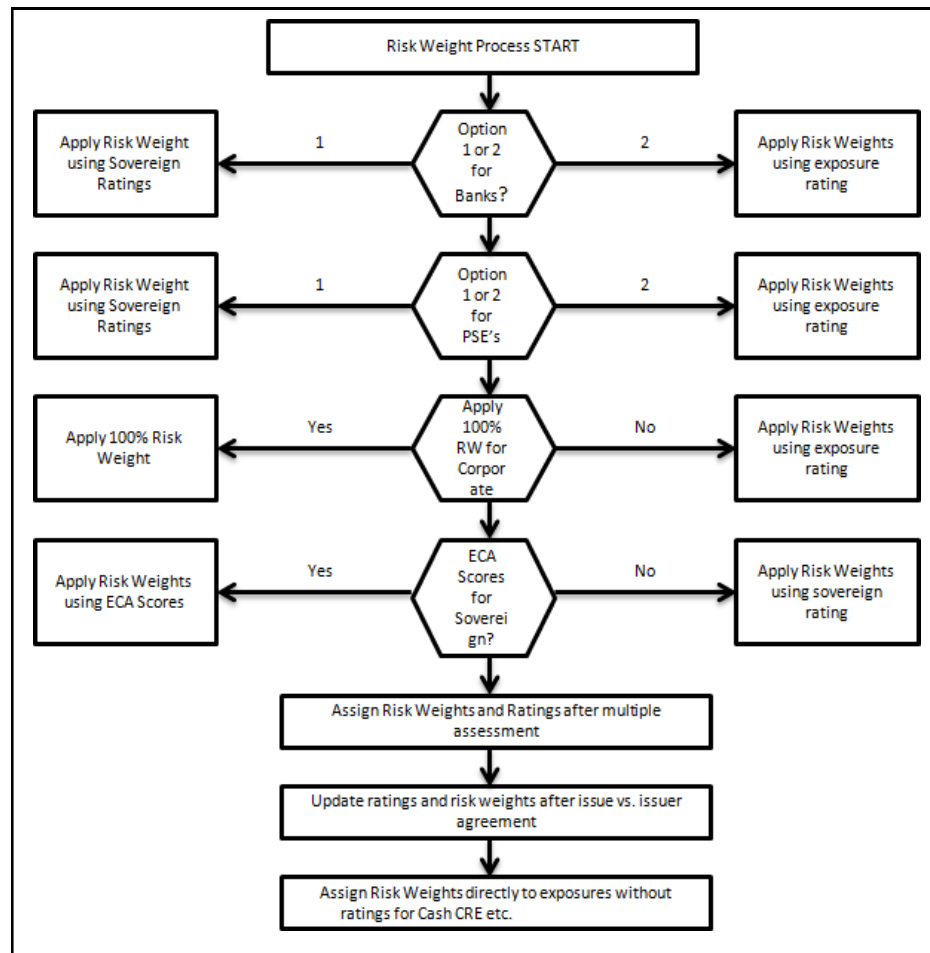 Risk Weight Process START
Apply Risk Weight
using Sovereign
Ratings
1
Option
1 or 2
for
Banks?
2
Apply Risk Weights
using exposure
rating
Apply Risk Weight
using Sovereign
Ratings
1
Option
1 or 2
for
PSE's
2
Apply Risk Weights
using exposure
rating
Apply 100% Risk
Weight
Yes
Apply
100%
RW for
Corpor
ate
No
Apply Risk Weights
using exposure
rating
Apply Risk Weights
using ECA Scores
Yes
ECA
Scores
for
Soverei
gn?
No
Apply Risk Weights
using sovereign
rating
Assign Risk Weights and Ratings after multiple
assessment
Update ratings and risk weights after issue vs. issuer
agreement
Assign Risk Weights directly to exposures without
ratings for Cash CRE etc.